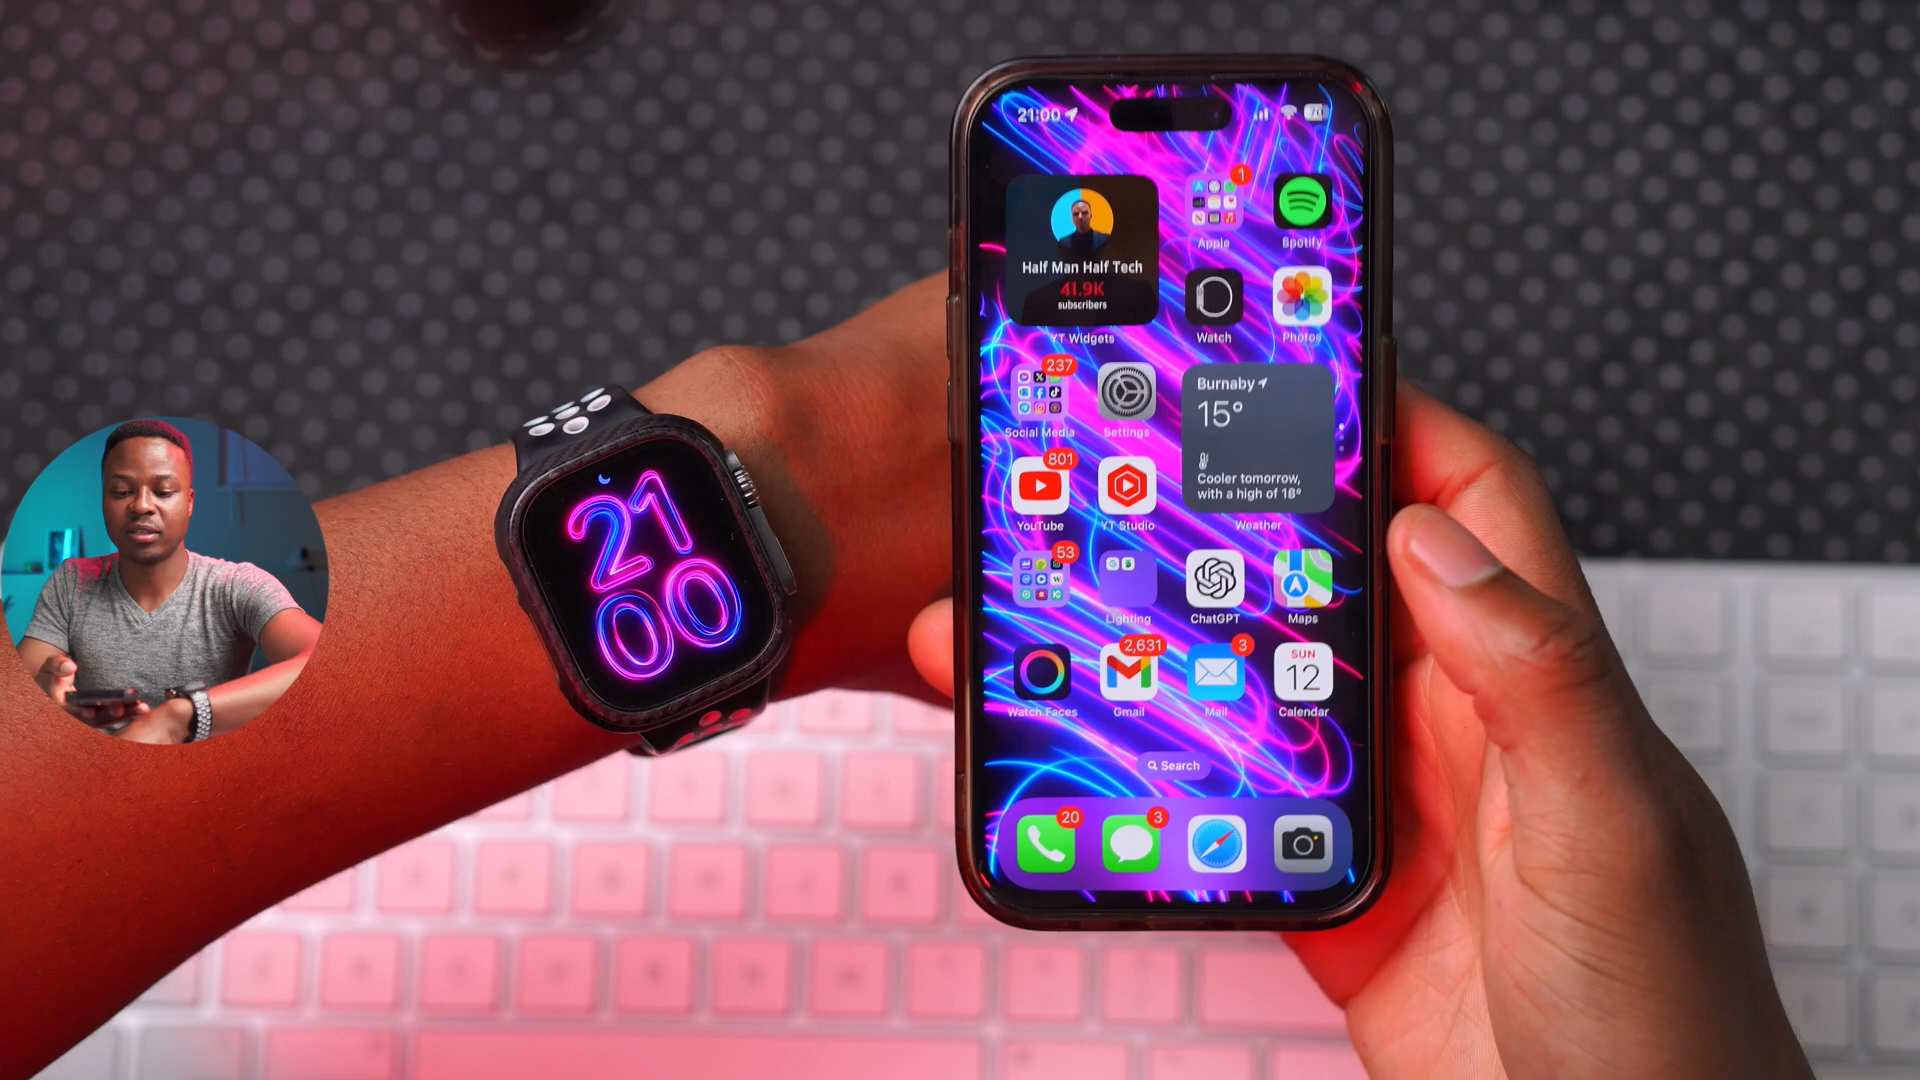 21
00
21:00
Half Man Half Tech
41.9K
subscribers
YT Widgets
1
Apple
Spotify
Watch
Photos
237
Social Media
Settings
Burnaby
15°
Cooler tomorrow,
with a high of 18°
Weather
801
YouTube
YT Studio
53
Lighting
ChatGPT
Maps
Watch Faces
2,631
Gmail
3
Mail
SUN
12
Calendar
Search
20
3